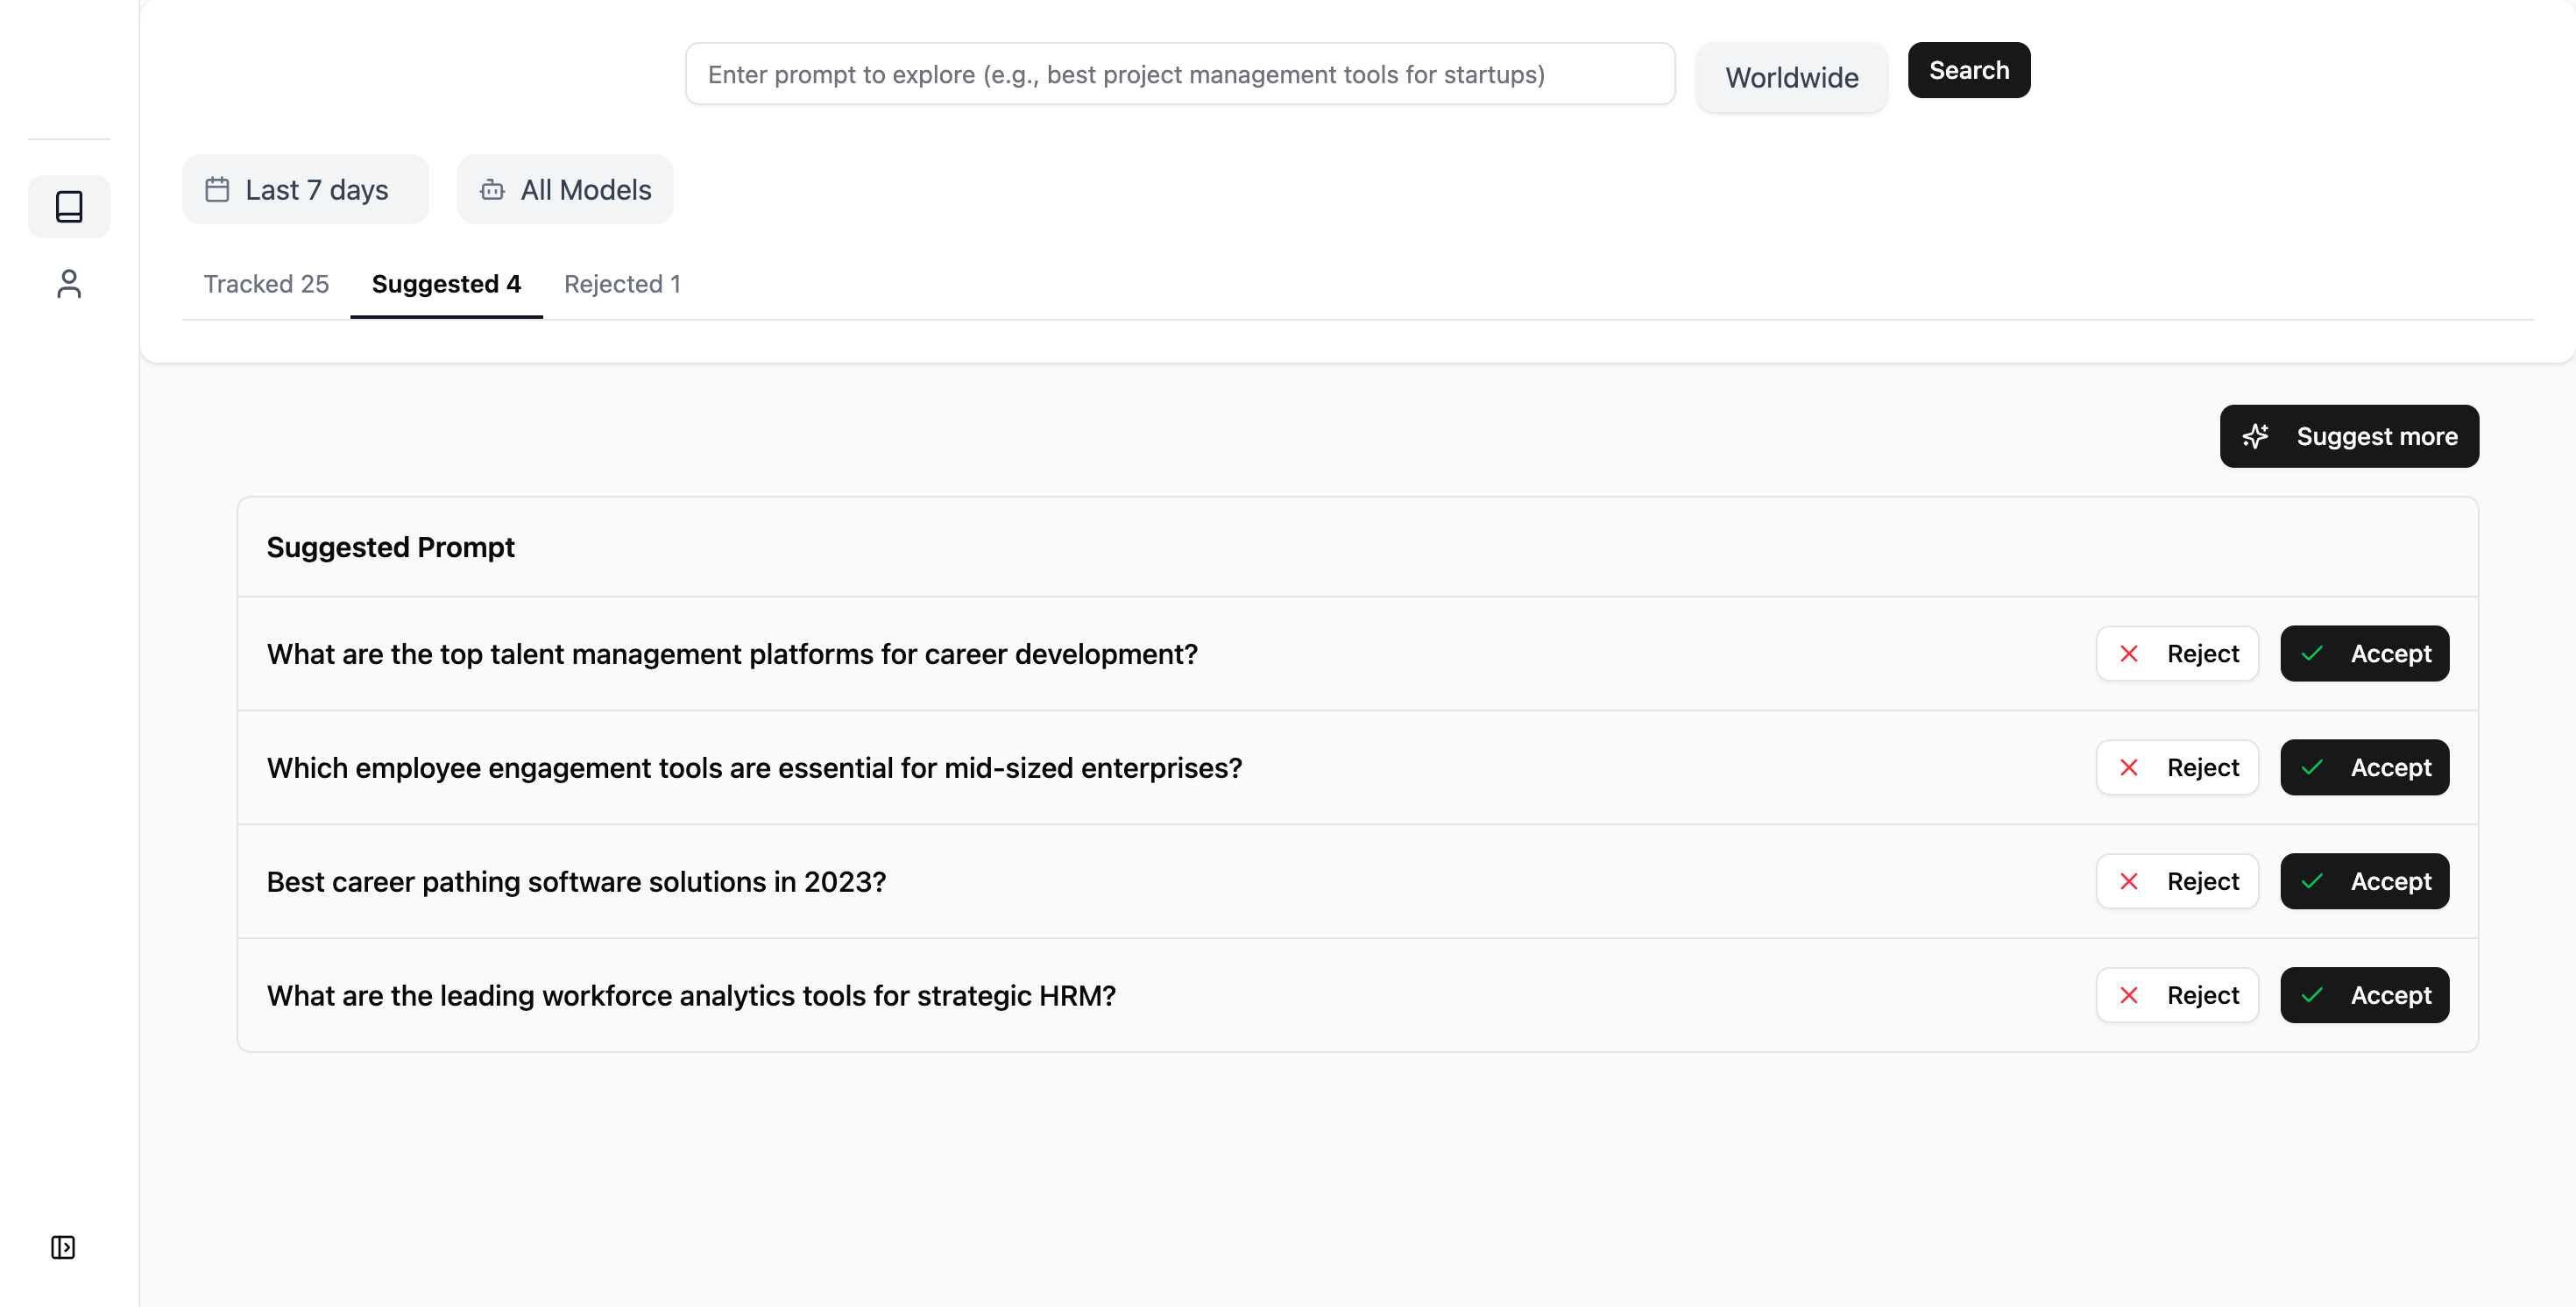 Enter prompt to explore (e.g., best project management tools for startups)
Worldwide
Search
Last 7 days
All Models
Tracked 25
Suggested 4
Rejected 1
Suggest more
Suggested Prompt
What are the top talent management platforms for career development?
Reject
Accept
Which employee engagement tools are essential for mid-sized enterprises?
Reject
Accept
Best career pathing software solutions in 2023?
Reject
Accept
What are the leading workforce analytics tools for strategic HRM?
Reject
Accept